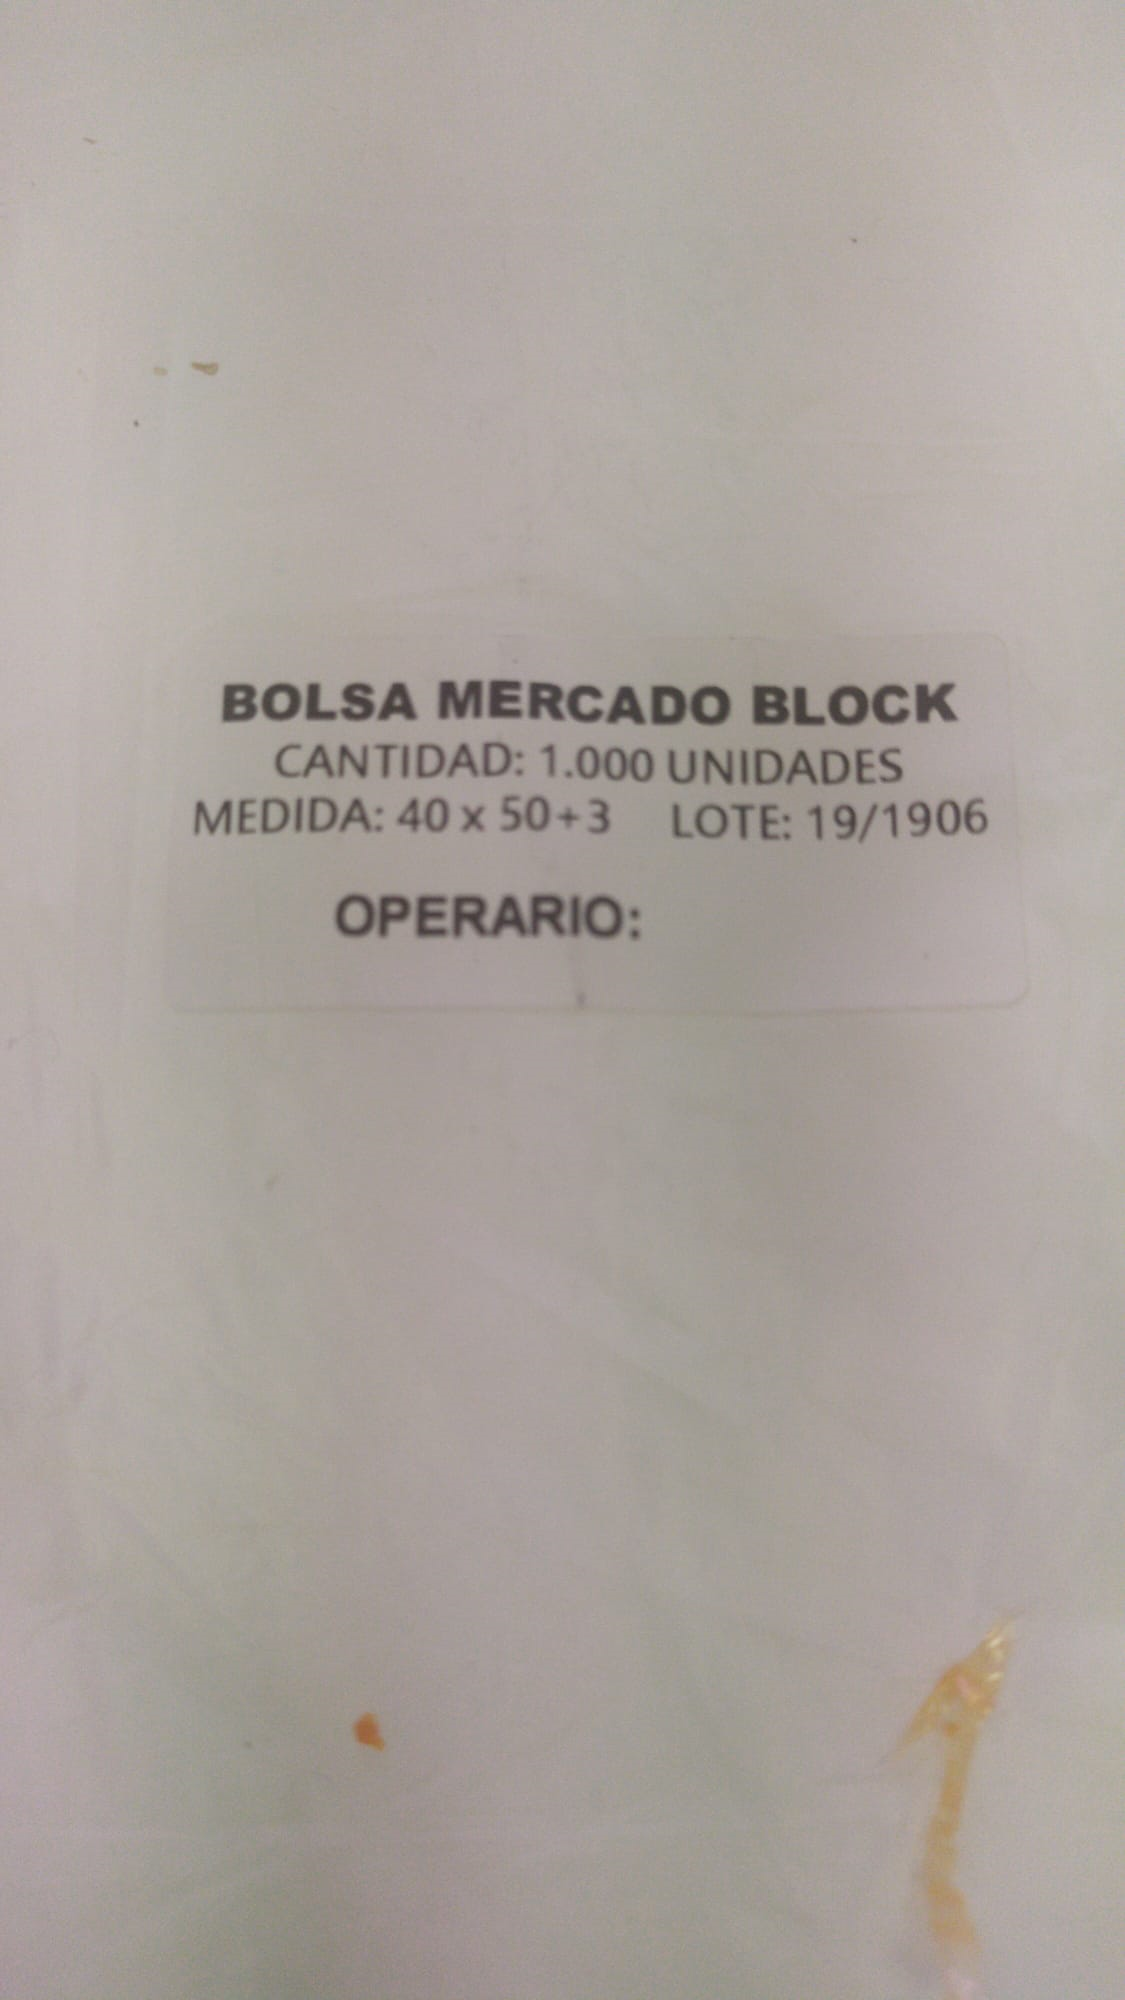 BOLSA MERCADO BLOCK
CANTIDAD: 1.000 UNIDADES
MEDIDA: 40 x 50+3 LOTE: 19/1906
OPERARIO: